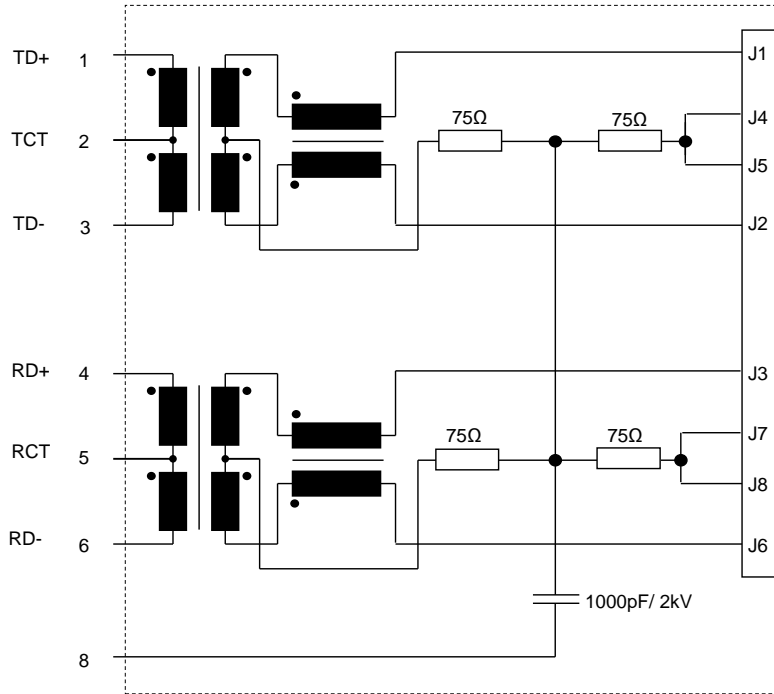 TD+ 1
J1
75Ω
75Ω
J4
TCT 2
J5
TD- 3
J2
RD+ 4
J3
75Ω
75Ω
J7
RCT 5
J8
RD- 6
J6
1000pF/ 2kV
8